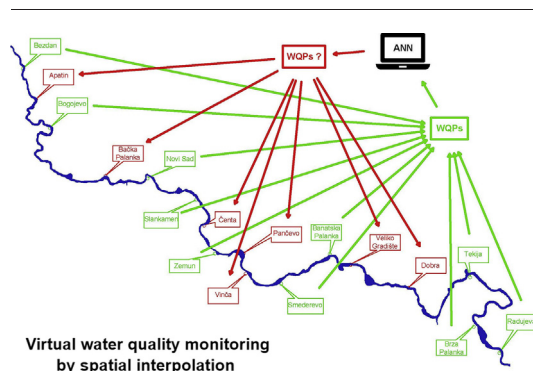 Bezdan
Apatin
Bogojevo
WQPs ?
ANN
WQPs
Bačka
Palanka
Novi Sad
Slankamen
Čenta
Zemun
Pančevo
Vinča
Banatska
Palanka
Smederevo
Veliko
Gradište
Dobra
Tekija
Brza
Palanka
Radujevac
Virtual water quality monitoring
by spatial interpolation